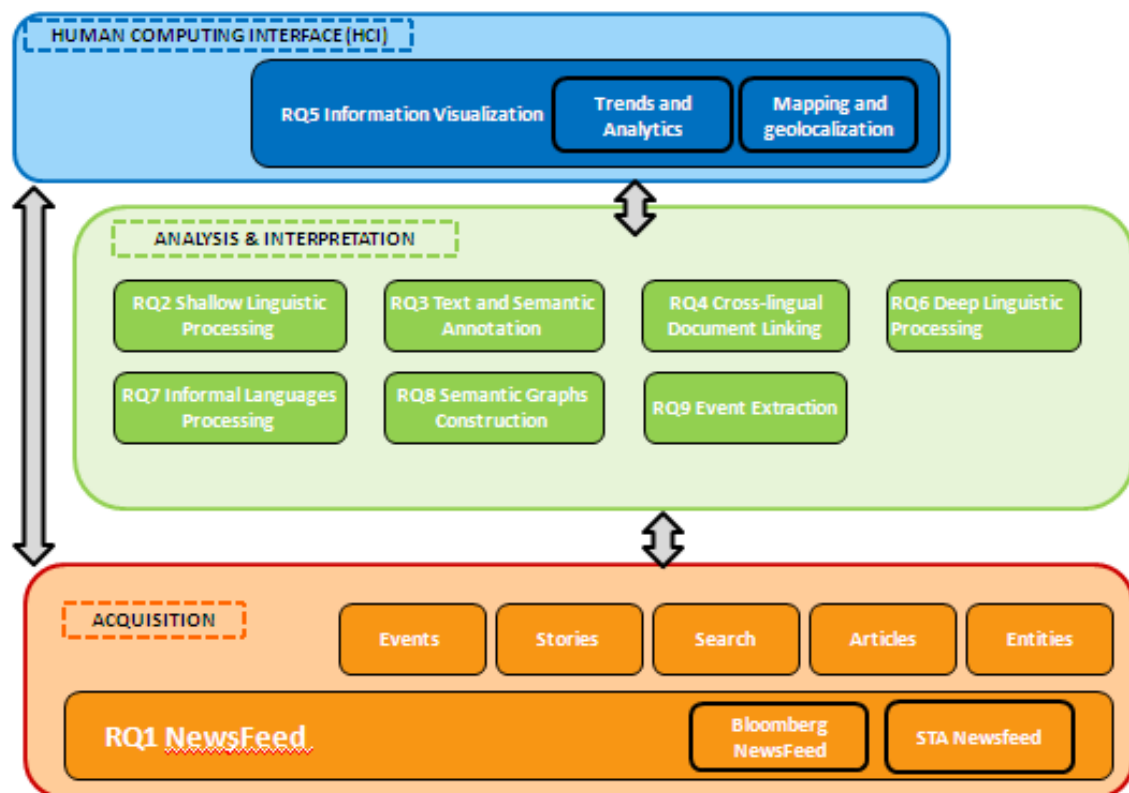 HUMAN COMPUTING INTERFACE (HCI)
RQ5 Information Visualization
Trends and
Analytics
Mapping and
geolocalization
ANALYSIS & INTERPRETATION
RQ2 Shallow Linguistic
Processing
RQ3 Text and Semantic
Annotation
RQ4 Cross-lingual
Document Linking
RQ6 Deep Linguistic
Processing
RQ7 Informal Languages
Processing
RQ8 Semantic Graphs
Construction
RQ9 Event Extraction
ACQUISITION
Events
Stories
Search
Articles
Entities
RQ1 NewsFeed
Bloomberg
NewsFeed
STA Newsfeed